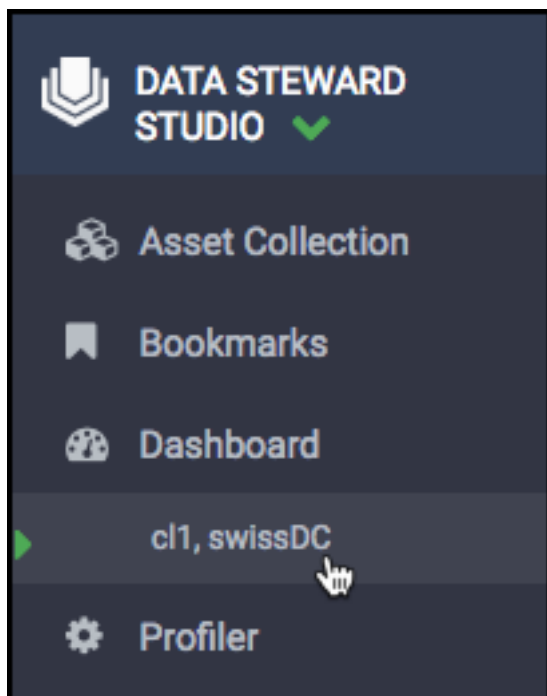 DATA STEWARD
STUDIO
Asset Collection
Bookmarks
Dashboard
cl1, swissDC
Profiler